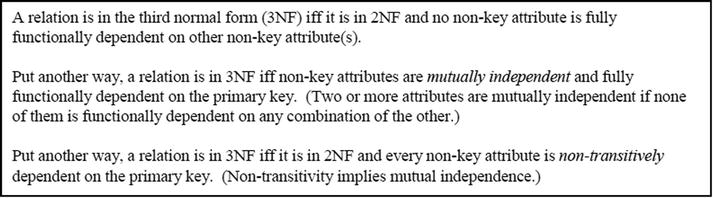 A relation is in the third normal form (3NF) iff it is in 2NF and no non-key attribute is fully
functionally dependent on other non-key attribute(s).
Put another way, a relation is in 3NF iff non-key attributes are mutually independent and fully
functionally dependent on the primary key. (Two or more attributes are mutually independent if none
of them is functionally dependent on any combination of the other.)
Put another way, a relation is in 3NF iff it is in 2NF and every non-key attribute is non-transitively
dependent on the primary key. (Non-transitivity implies mutual independence.)